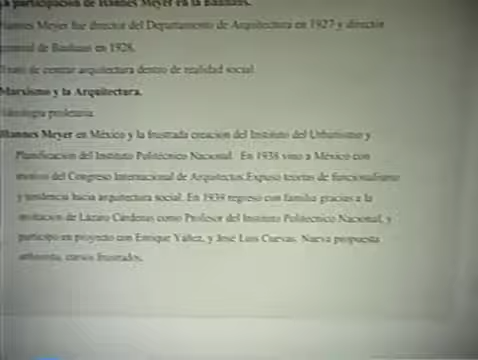 la participación de Hannes Meyer en la Bauhaus.
Hannes Meyer fue director del Departamento de Arquitectura en 1927 y director
general de Bauhaus en 1928.
Trató de centrar arquitectura dentro de realidad social
Marxismo y la Arquitectura.
Ideología proletaria.
Hannes Meyer en México y la frustrada creación del Instituto del Urbanismo y
Planificación del Instituto Politécnico Nacional. En 1938 vino a México con
motivo del Congreso Internacional de Arquitectos Expuso teorías de funcionalismo
y tendencia hacia arquitectura social. En 1939 regresó con familia gracias a la
invitación de Lázaro Cárdenas como Profesor del Instituto Politécnico Nacional, y
participó en proyecto con Enrique Yáñez, y José Luis Cuevas. Nueva propuesta
urbanista, cursos frustrados.